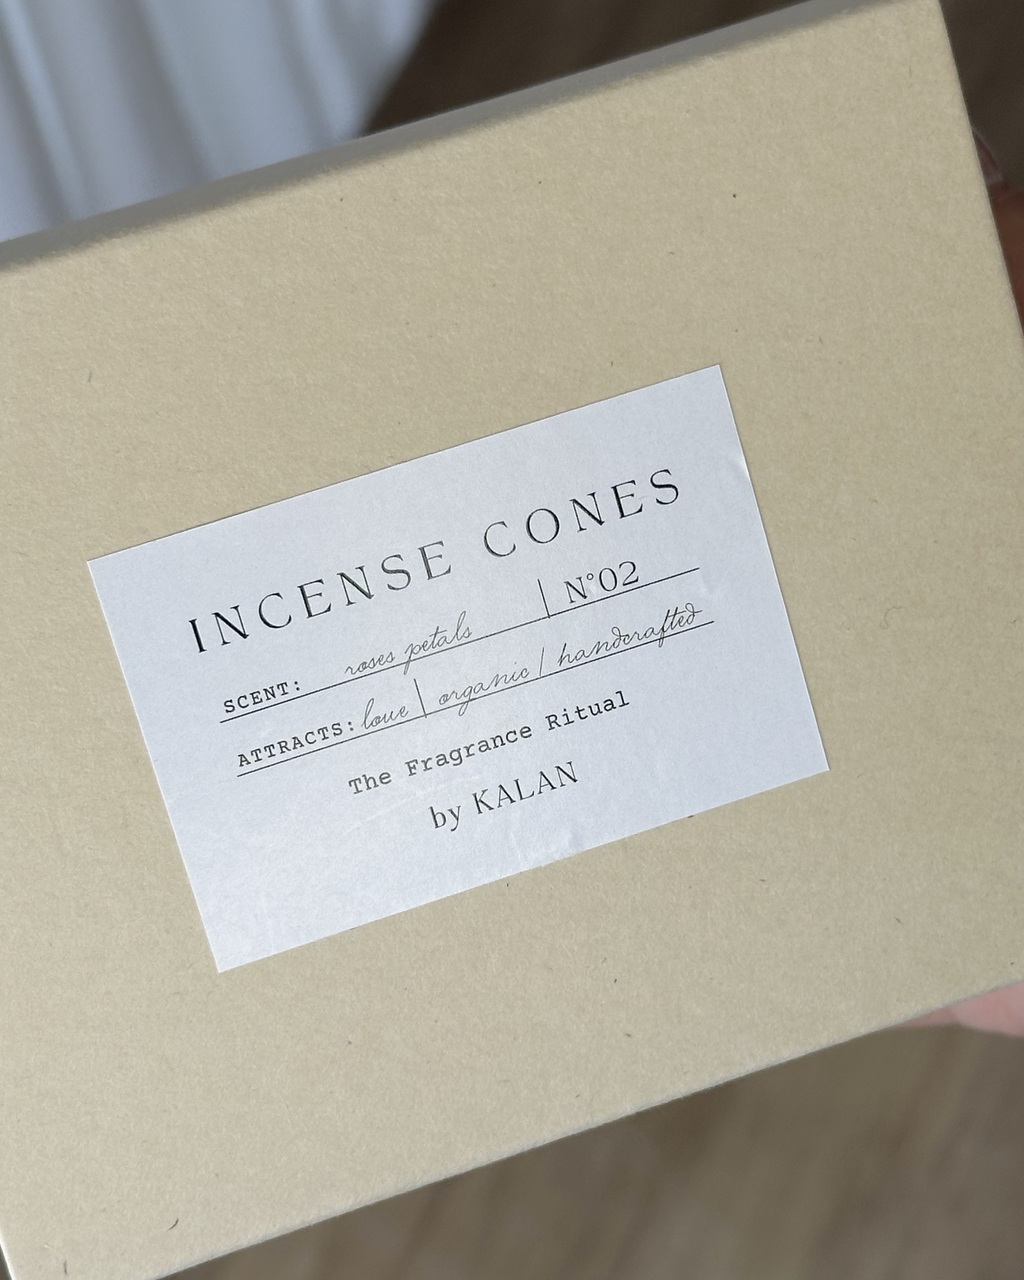 INCENSE CONES
SCENT: roses petals | N°02
ATTRACTS: love | organic / handcrafted
The Fragrance Ritual
by KALAN